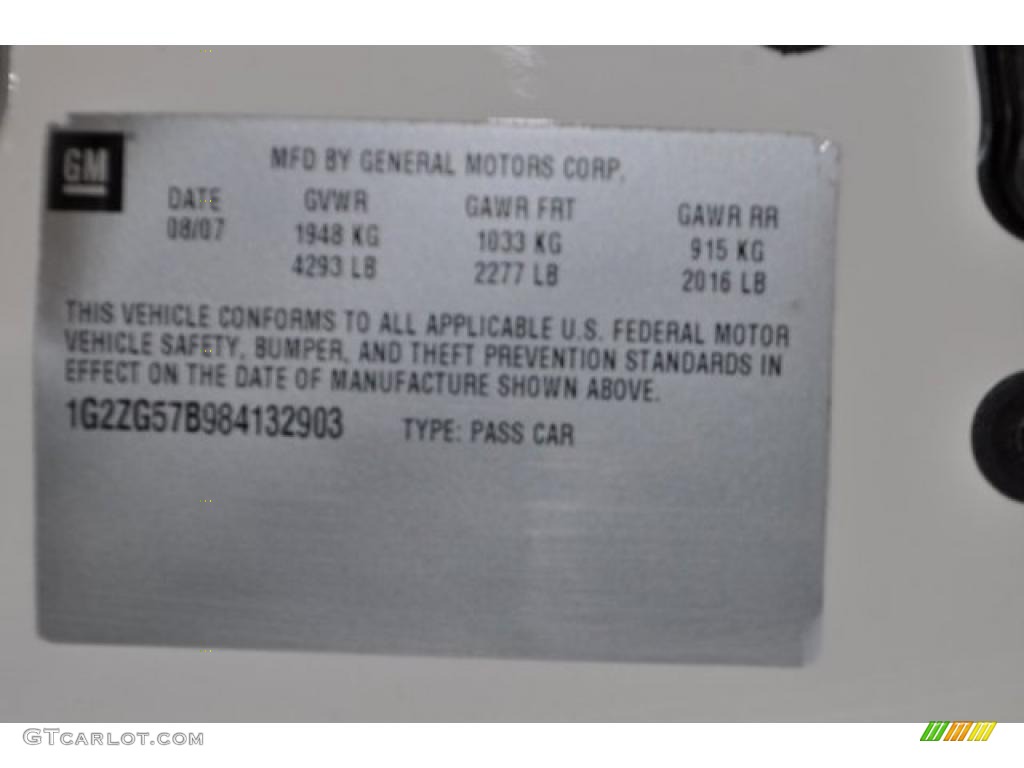 GM
MFD BY GENERAL MOTORS CORP.
DATE GVWR GAWR FRT GAWR RR
08/07 1948 KG 1033 KG 915 KG
4293 LB 2277 LB 2016 LB
THIS VEHICLE CONFORMS TO ALL APPLICABLE U.S. FEDERAL MOTOR
VEHICLE SAFETY, BUMPER, AND THEFT PREVENTION STANDARDS IN
EFFECT ON THE DATE OF MANUFACTURE SHOWN ABOVE.
1G2ZG57B984132903 TYPE: PASS CAR
GTCARLOT.COM